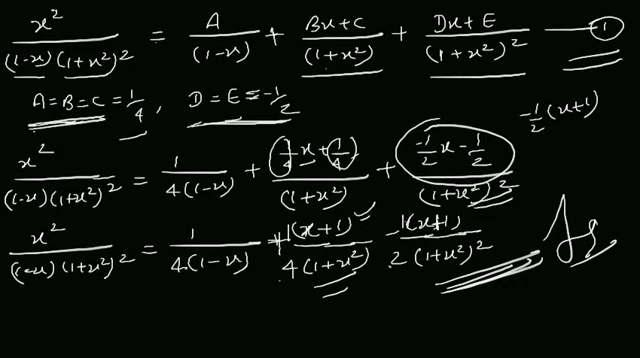 x²/((1-x)(1+x²)²) = A/(1-x) + (Bx+C)/(1+x²) + (Dx+E)/(1+x²)² — ①
A = B = C = 1/4, D = E = -1/2
-1/2(x+1)
x²/((1-x)(1+x²)²) = 1/(4(1-x)) + (1/4x+1/4)/(1+x²) + (-1/2x-1/2)/(1+x²)²
x²/((1-x)(1+x²)²) = 1/(4(1-x)) + 1(x+1)/(4(1+x²)) - 1(x+1)/(2(1+x²)²)